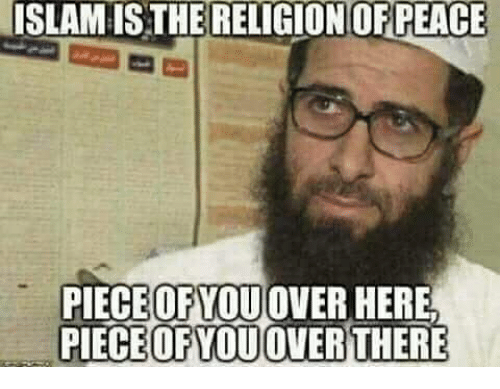 ISLAM IS THE RELIGION OF PEACE
PIECE OF YOU OVER HERE,
PIECE OF YOU OVER THERE